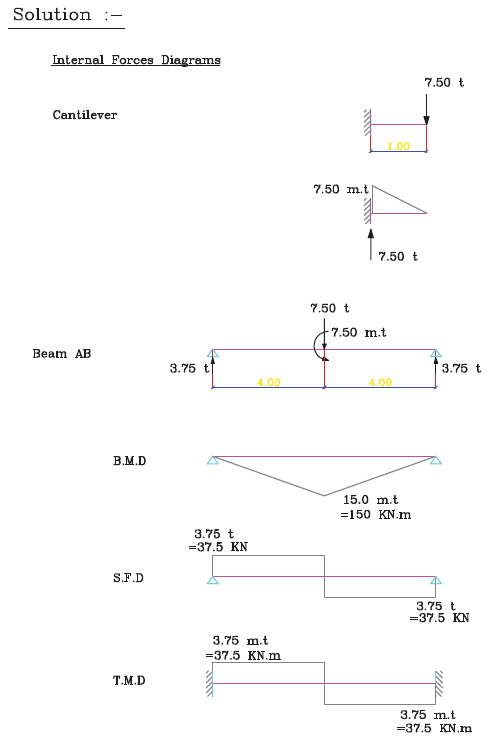 Solution :-
Internal Forces Diagrams
7.50 t
Cantilever
1.00
7.50 m.t
7.50 t
7.50 t
7.50 m.t
Beam AB
3.75 t
3.75 t
4.00
4.00
B.M.D
15.0 m.t
=150 KN.m
3.75 t
=37.5 KN
S.F.D
3.75 t
=37.5 KN
3.75 m.t
=37.5 KN.m
T.M.D
3.75 m.t
=37.5 KN.m